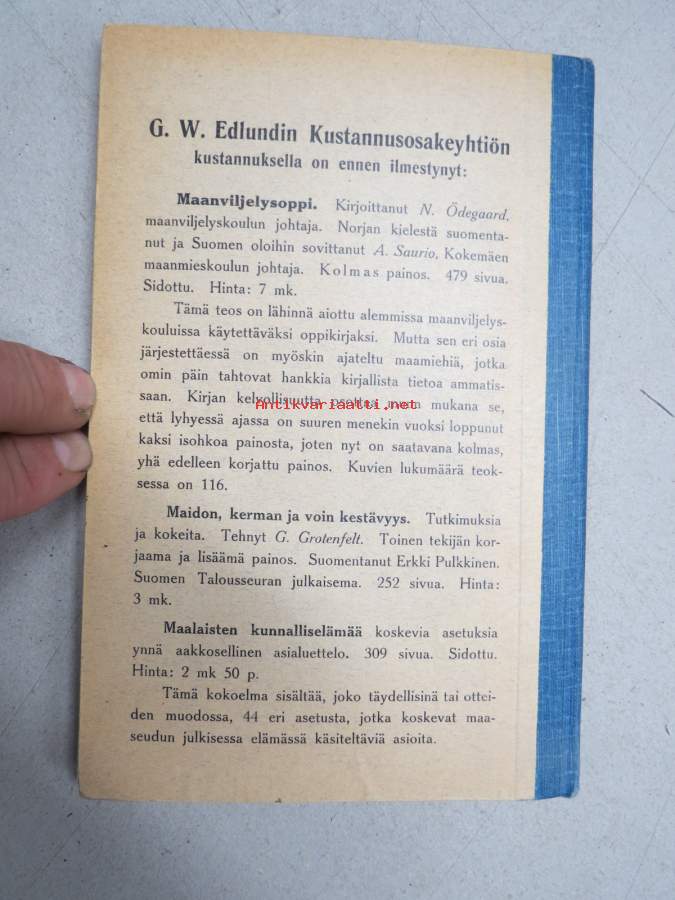 G. W. Edlundin Kustannusosakeyhtiön
kustannuksella on ennen ilmestynyt:
Maanviljelysoppi. Kirjoittanut N. Ödegaard,
maanviljelyskoulun johtaja. Norjan kielestä suomenta-
nut ja Suomen oloihin sovittanut A. Saurio, Kokemäen
maanmieskoulun johtaja. Kolmas painos. 479 sivua.
Sidottu. Hinta: 7 mk.
Tämä teos on lähinnä aiottu alemmissa maanviljelys-
kouluissa käytettäväksi oppikirjaksi. Mutta sen eri osia
järjestettäessä on myöskin ajateltu maamiehiä, jotka
omin päin tahtovat hankkia kirjallista tietoa ammatis-
saan. Kirjan kelvollisuutta mukana se,
Antikvariaatti.net
että lyhyessä ajassa on suuren menekin vuoksi loppunut
kaksi isohkoa painosta, joten nyt on saatavana kolmas,
yhä edelleen korjattu painos. Kuvien lukumäärä teok-
sessa on 116.
Maidon, kerman ja voin kestävyys. Tutkimuksia
ja kokeita. Tehnyt G. Grotenfelt. Toinen tekijän kor-
jaama ja lisäämä painos. Suomentanut Erkki Pulkkinen.
Suomen Talousseuran julkaisema. 252 sivua. Hinta:
3 mk.
Maalaisten kunnalliselämää koskevia asetuksia
ynnä aakkosellinen asialuettelo. 309 sivua. Sidottu.
Hinta: 2 mk 50 p.
Tämä kokoelma sisältää, joko täydellisinä tai ottei-
den muodossa, 44 eri asetusta, jotka koskevat maa-
seudun julkisessa elämässä käsiteltäviä asioita.